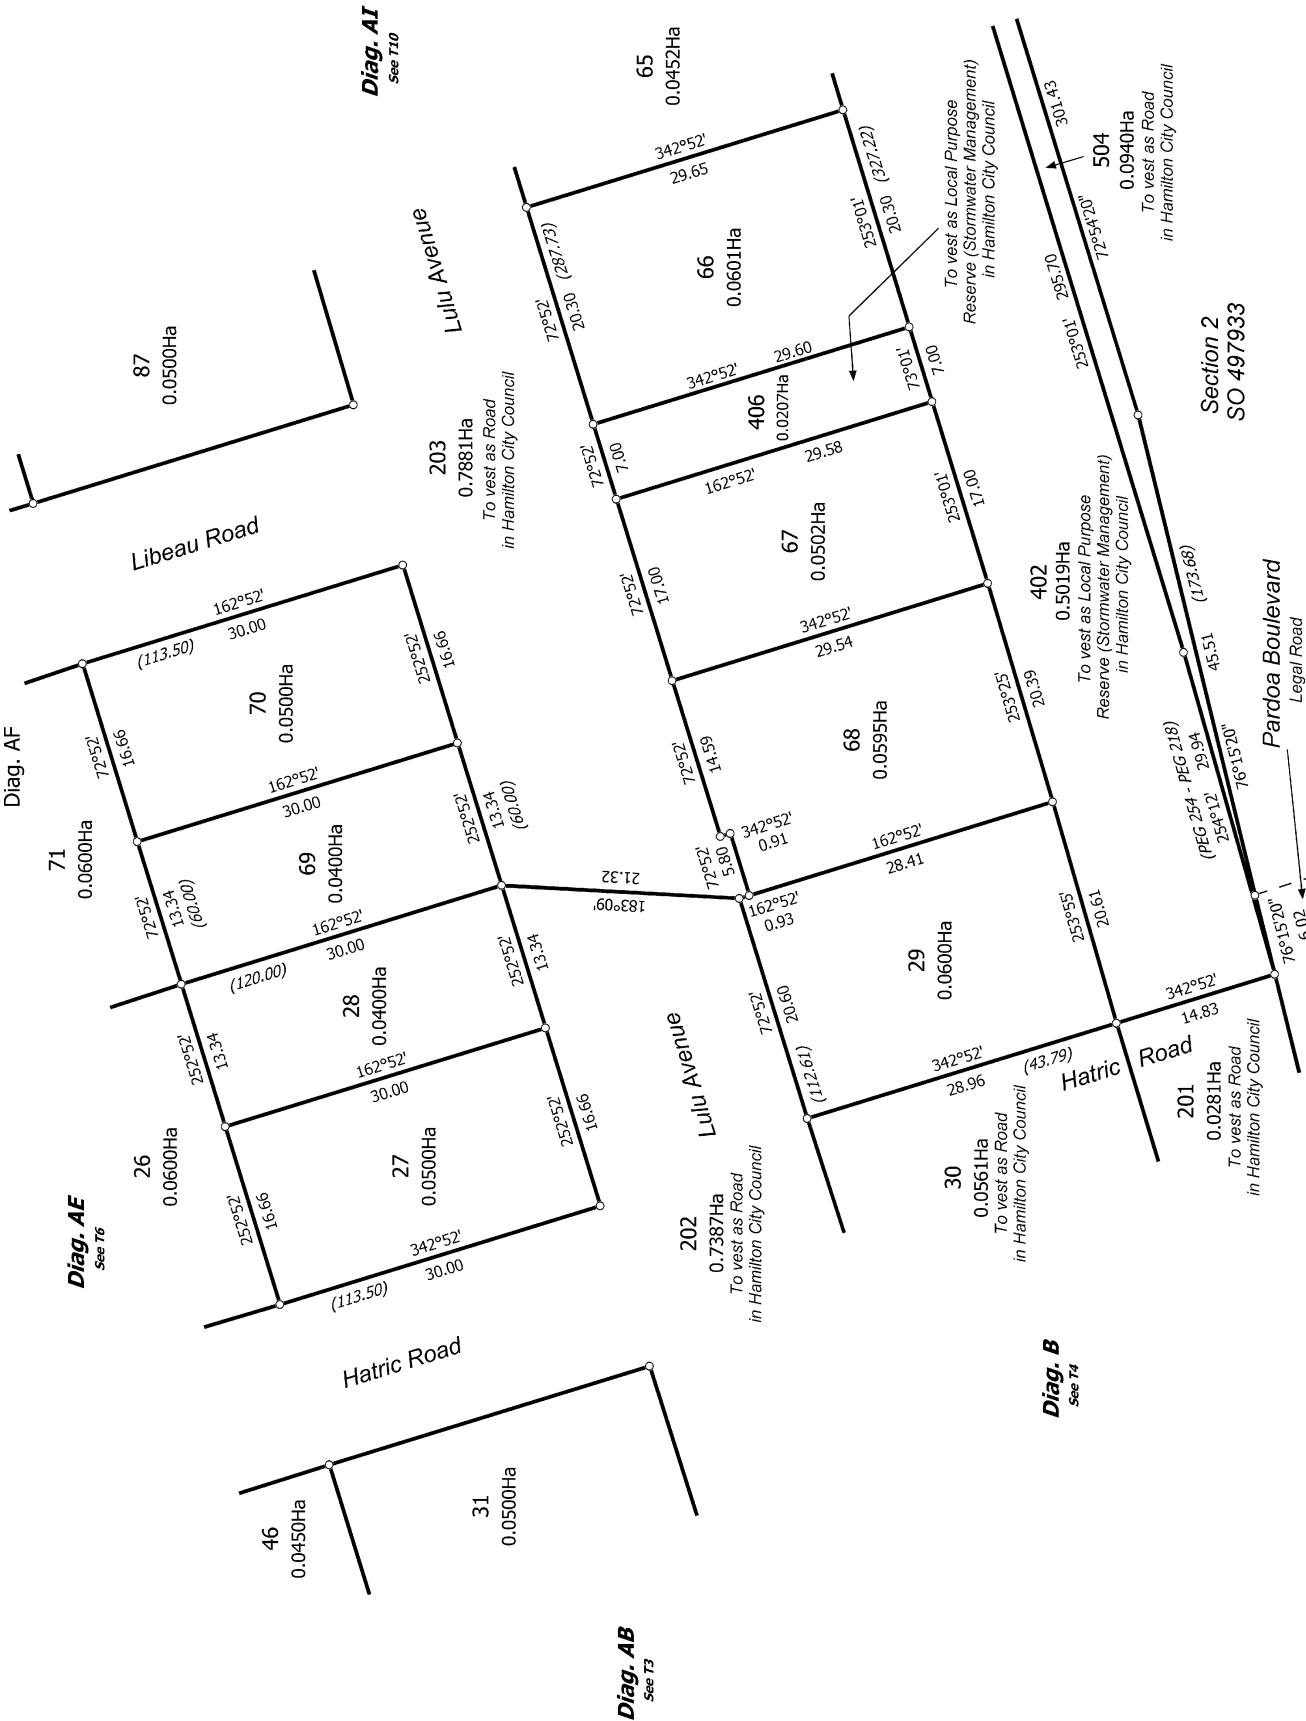 Diag. AF
Diag. AI
See T10
87
0.0500Ha
65
0.0452Ha
Libeau Road
Lulu Avenue
203
0.7881Ha
To vest as Road
in Hamilton City Council
71
0.0600Ha
72°52'
16.66
(113.50)
162°52'
30.00
70
0.0500Ha
252°52'
16.66
162°52'
30.00
72°52'
13.34
(60.00)
69
0.0400Ha
252°52'
13.34
(60.00)
162°52'
30.00
(120.00)
252°52'
13.34
28
0.0400Ha
252°52'
13.34
162°52'
30.00
26
0.0600Ha
Diag. AE
See T6
252°52'
16.66
27
0.0500Ha
252°52'
16.66
342°52'
30.00
(113.50)
Hatric Road
46
0.0450Ha
31
0.0500Ha
Diag. AB
See T3
183°09'
21.32
Lulu Avenue
202
0.7387Ha
To vest as Road
in Hamilton City Council
72°52'
20.30 (287.73)
342°52'
29.65
66
0.0601Ha
253°01'
20.30 (327.22)
342°52'
29.60
72°52'
7.00
406
0.0207Ha
73°01'
7.00
To vest as Local Purpose
Reserve (Stormwater Management)
in Hamilton City Council
162°52'
29.58
72°52'
17.00
67
0.0502Ha
253°01'
17.00
342°52'
29.54
72°52'
14.59
68
0.0595Ha
253°25'
20.39
342°52'
0.91
72°52'
5.80
162°52'
0.93
162°52'
28.41
72°52'
20.60
(112.61)
29
0.0600Ha
253°55'
20.61
342°52'
28.96
(43.79)
Hatric Road
342°52'
14.83
30
0.0561Ha
To vest as Road
in Hamilton City Council
201
0.0281Ha
To vest as Road
in Hamilton City Council
Diag. B
See T4
402
0.5019Ha
To vest as Local Purpose
Reserve (Stormwater Management)
in Hamilton City Council
253°01'
295.70
301.43
72°54'20"
504
0.0940Ha
To vest as Road
in Hamilton City Council
Section 2
SO 497933
(PEG 254 - PEG 218)
254°12'
29.94
76°15'20"
45.51
(173.68)
76°15'20"
6.02
Pardoa Boulevard
Legal Road